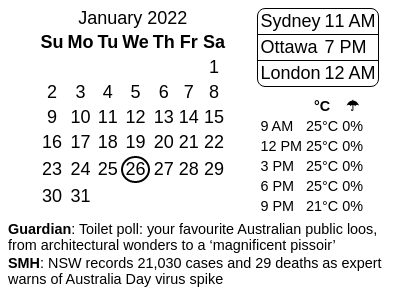 January 2022
Su Mo Tu We Th Fr Sa
1
2 3 4 5 6 7 8
9 10 11 12 13 14 15
16 17 18 19 20 21 22
23 24 25 26 27 28 29
30 31
Sydney 11 AM
Ottawa 7 PM
London 12 AM
°C ☂
9 AM 25°C 0%
12 PM 25°C 0%
3 PM 25°C 0%
6 PM 25°C 0%
9 PM 21°C 0%
Guardian: Toilet poll: your favourite Australian public loos,
from architectural wonders to a ‘magnificent pissoir’
SMH: NSW records 21,030 cases and 29 deaths as expert
warns of Australia Day virus spike